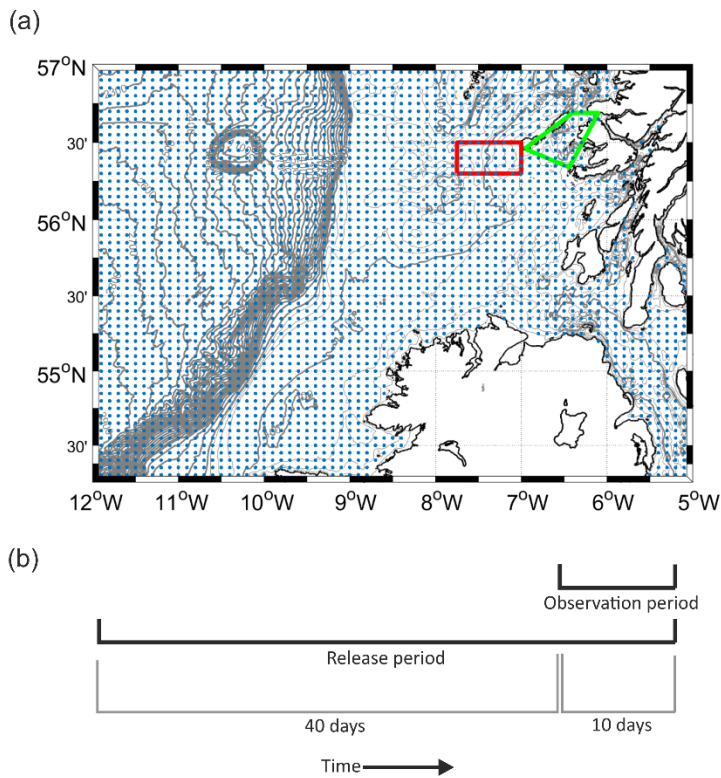 (a)
57°N
30'
56°N
30'
55°N
30'
12°W 11°W 10°W 9°W 8°W 7°W 6°W 5°W
(b)
Observation period
Release period
40 days 10 days
Time